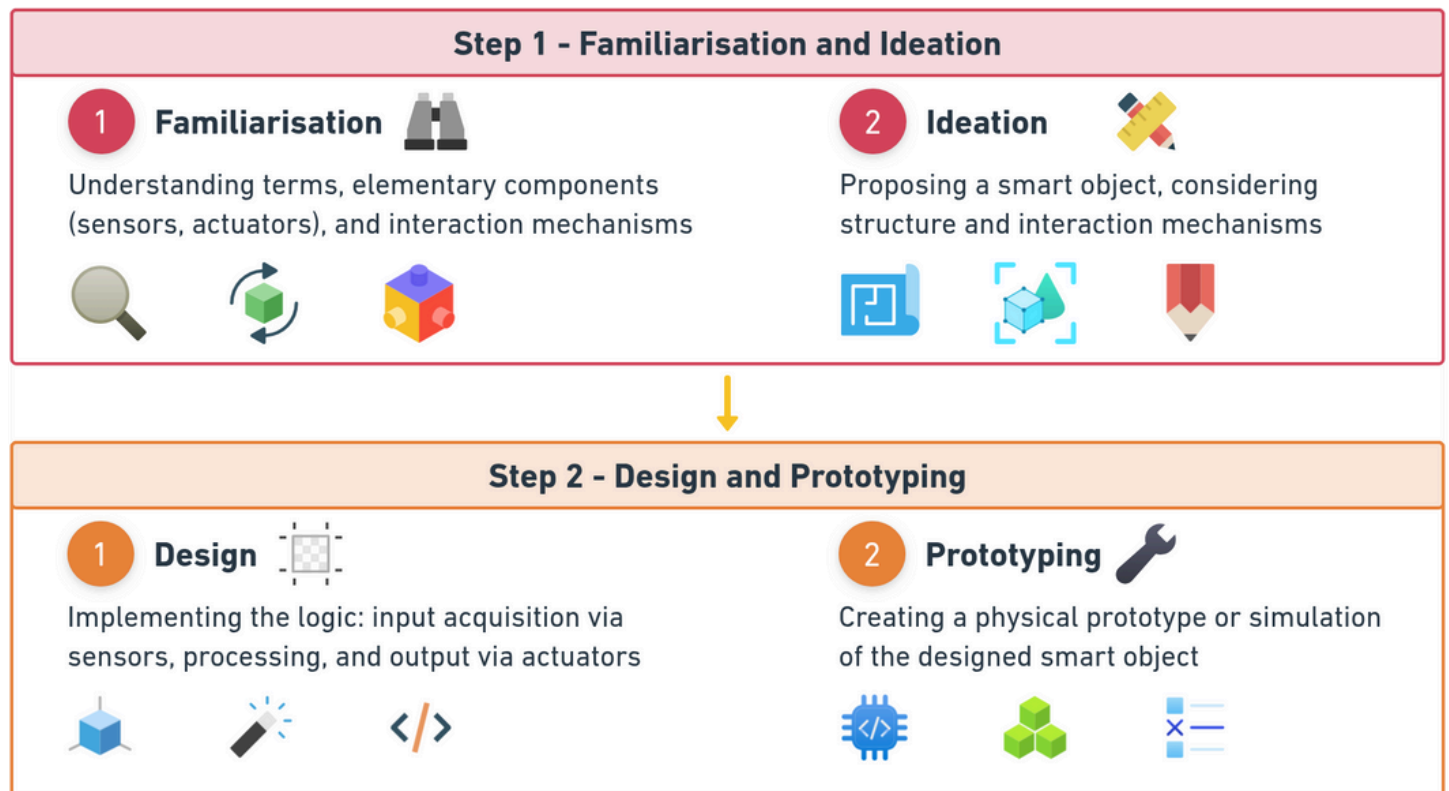 Step 1 - Familiarisation and Ideation
1 Familiarisation
Understanding terms, elementary components
(sensors, actuators), and interaction mechanisms
2 Ideation
Proposing a smart object, considering
structure and interaction mechanisms
Step 2 - Design and Prototyping
1 Design
Implementing the logic: input acquisition via
sensors, processing, and output via actuators
</>
2 Prototyping
Creating a physical prototype or simulation
of the designed smart object
</>